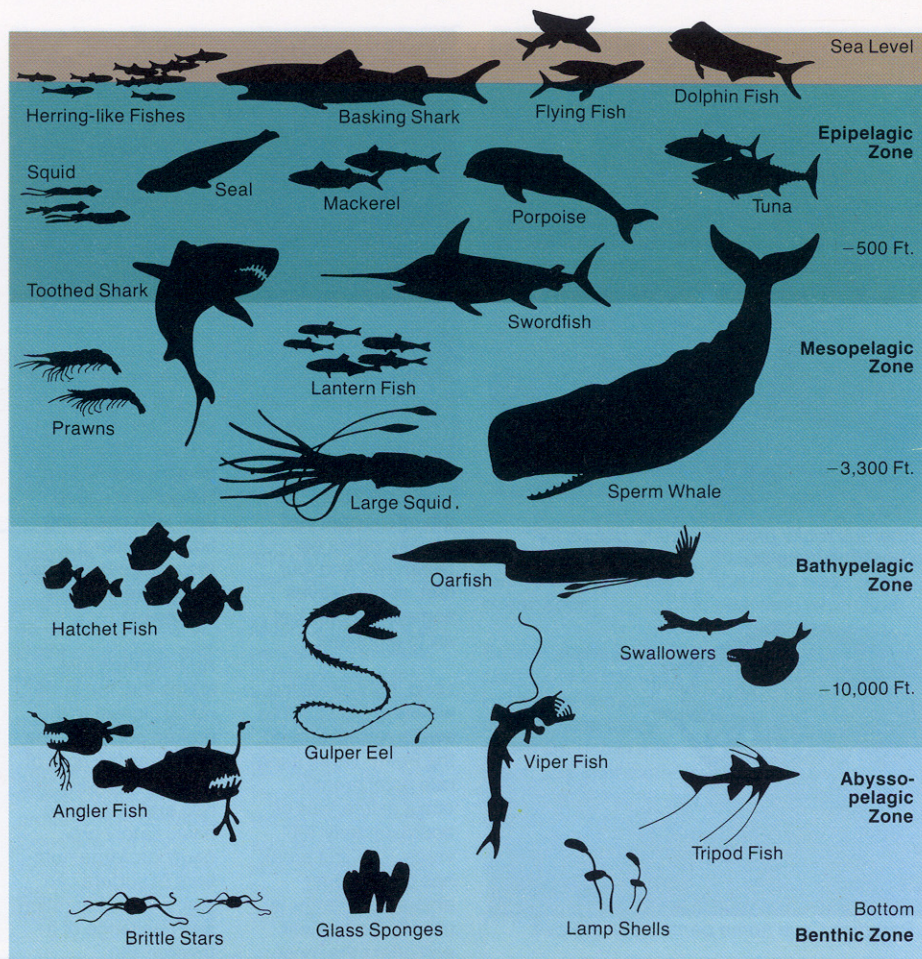 Sea Level
Herring-like Fishes
Basking Shark
Flying Fish
Dolphin Fish
Epipelagic
Zone
Squid
Seal
Mackerel
Porpoise
Tuna
−500 Ft.
Toothed Shark
Swordfish
Mesopelagic
Zone
Lantern Fish
Prawns
−3,300 Ft.
Large Squid.
Sperm Whale
Bathypelagic
Zone
Oarfish
Hatchet Fish
Swallowers
−10,000 Ft.
Gulper Eel
Viper Fish
Abysso-
pelagic
Zone
Angler Fish
Tripod Fish
Bottom
Brittle Stars
Glass Sponges
Lamp Shells
Benthic Zone